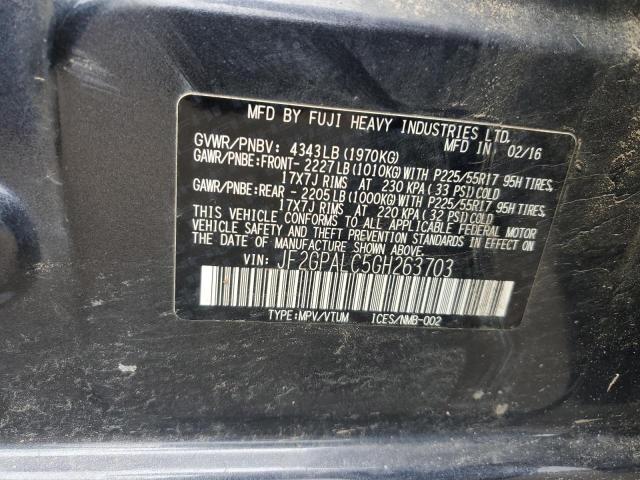 MFD BY FUJI HEAVY INDUSTRIES LTD.
GVWR/PNBV: 4343LB(1970KG) MFD IN 02/16
GAWR/PNBE:FRONT- 2227LB(1010KG)WITH P225/55R17 95H TIRES,
17X7J RIMS AT 230 KPA(33 PSI)COLD
GAWR/PNBE:REAR - 2205LB(1000KG)WITH P225/55R17 95H TIRES,
17X7J RIMS AT 220 KPA(32 PSI)COLD
THIS VEHICLE CONFORMS TO ALL APPLICABLE FEDERAL MOTOR
VEHICLE SAFETY AND THEFT PREVENTION STANDARDS IN EFFECT
ON THE DATE OF MANUFACTURE SHOWN ABOVE.
VIN: JF2GPALC5GH263703
TYPE:MPV/VTUM ICES/NMB-002